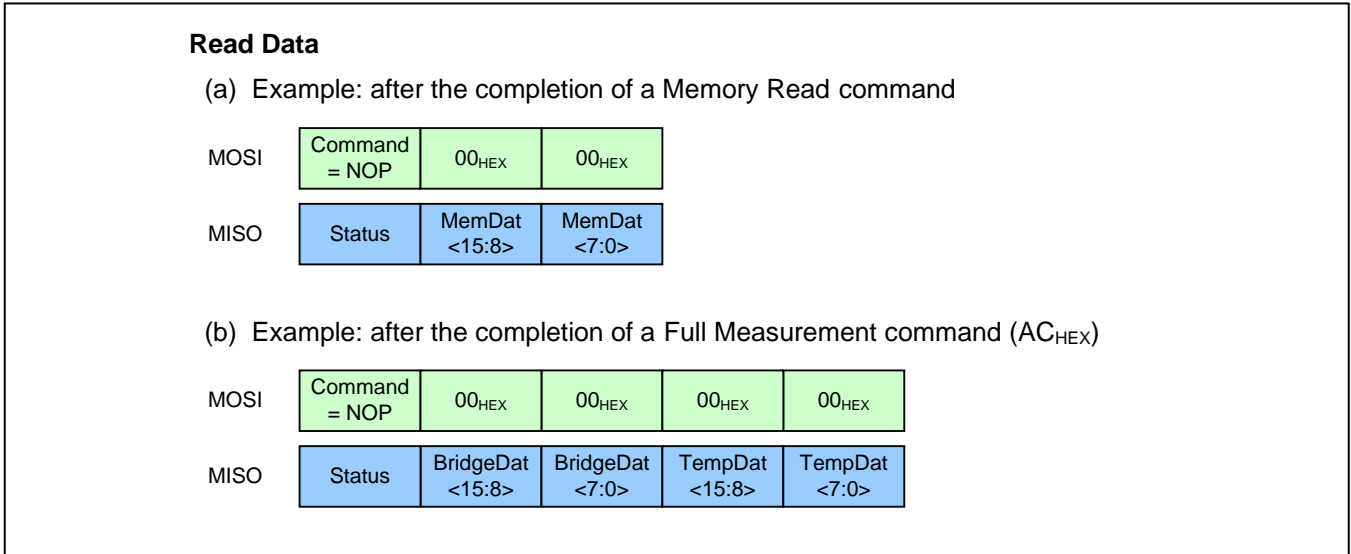 Read Data
(a) Example: after the completion of a Memory Read command
MOSI Command = NOP 00HEX 00HEX
MISO Status MemDat <15:8> MemDat <7:0>
(b) Example: after the completion of a Full Measurement command (ACHEX)
MOSI Command = NOP 00HEX 00HEX 00HEX 00HEX
MISO Status BridgeDat <15:8> BridgeDat <7:0> TempDat <15:8> TempDat <7:0>